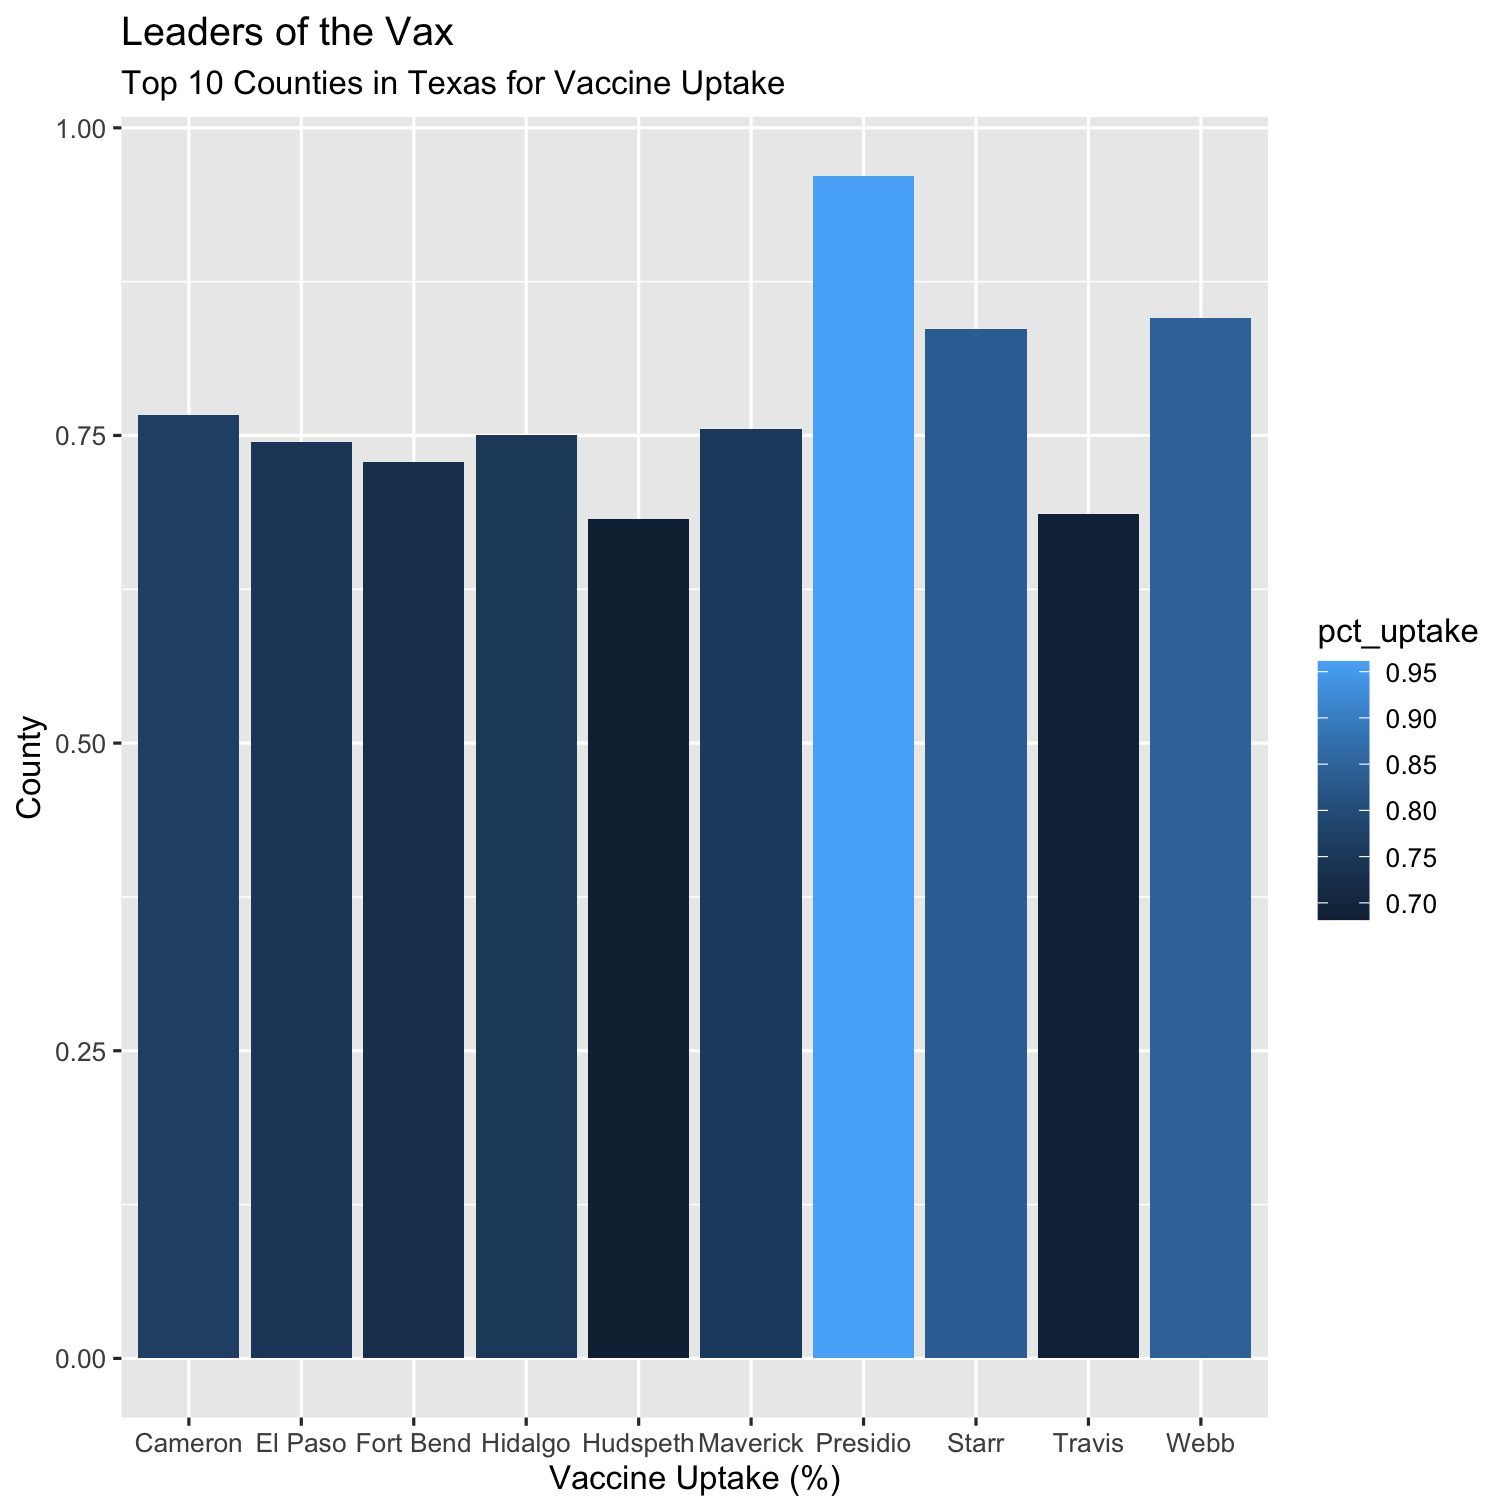 Leaders of the Vax
Top 10 Counties in Texas for Vaccine Uptake
1.00
0.75
0.50
0.25
0.00
County
Cameron El Paso Fort Bend Hidalgo Hudspeth Maverick Presidio Starr Travis Webb
Vaccine Uptake (%)
pct_uptake
0.95
0.90
0.85
0.80
0.75
0.70